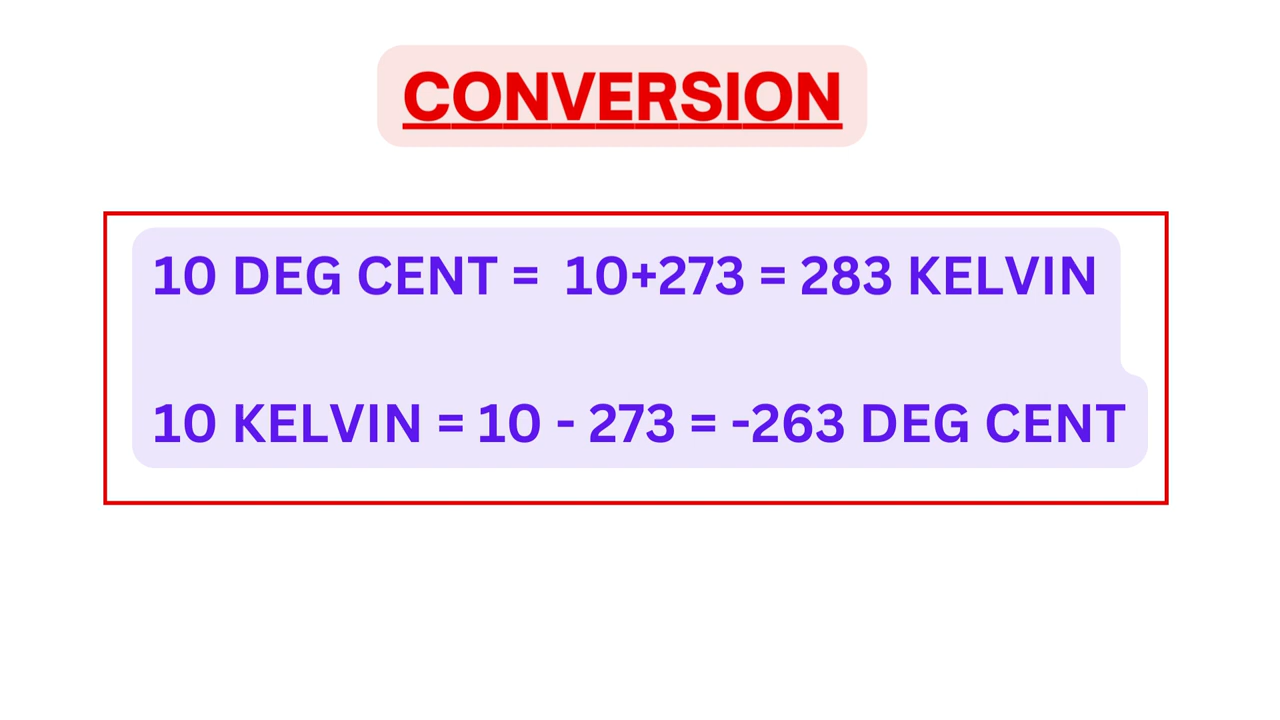 CONVERSION
10 DEG CENT = 10+273 = 283 KELVIN
10 KELVIN = 10 - 273 = -263 DEG CENT